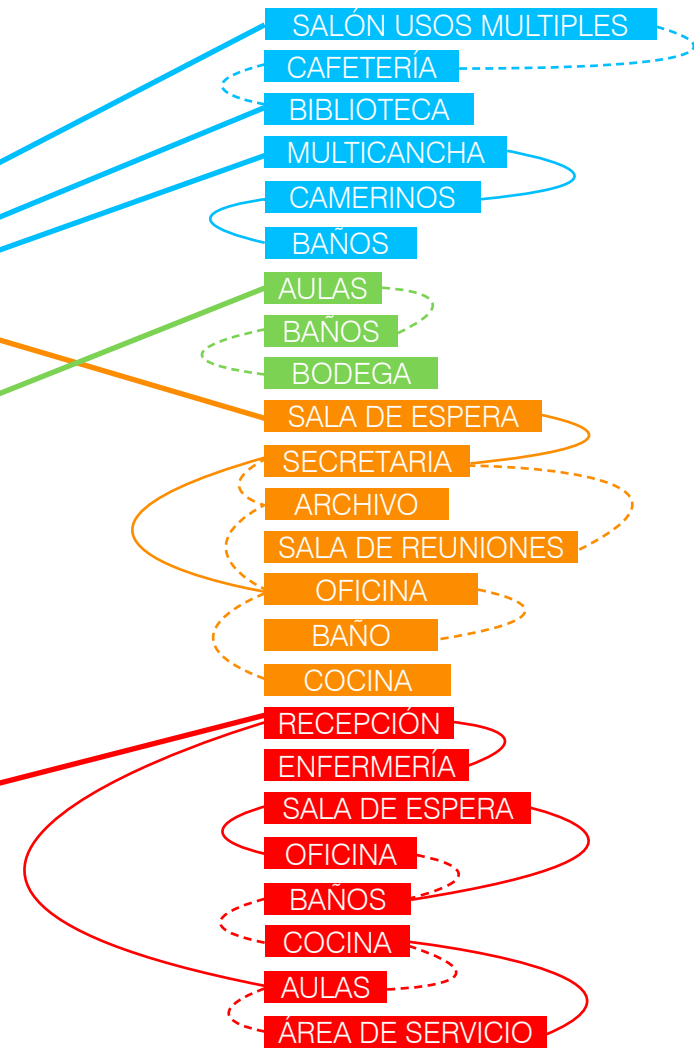 SALÓN USOS MULTIPLES
CAFETERÍA
BIBLIOTECA
MULTICANCHA
CAMERINOS
BAÑOS
AULAS
BAÑOS
BODEGA
SALA DE ESPERA
SECRETARIA
ARCHIVO
SALA DE REUNIONES
OFICINA
BAÑO
COCINA
RECEPCIÓN
ENFERMERÍA
SALA DE ESPERA
OFICINA
BAÑOS
COCINA
AULAS
ÁREA DE SERVICIO